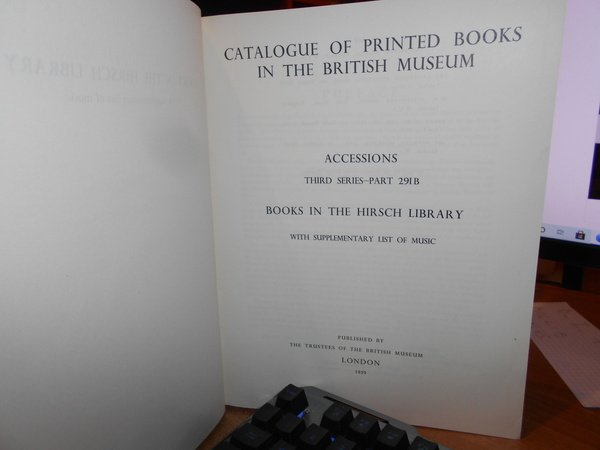 CATALOGUE OF PRINTED BOOKS
IN THE BRITISH MUSEUM
ACCESSIONS
THIRD SERIES—PART 291B
BOOKS IN THE HIRSCH LIBRARY
WITH SUPPLEMENTARY LIST OF MUSIC
PUBLISHED BY
THE TRUSTEES OF THE BRITISH MUSEUM
LONDON
1959